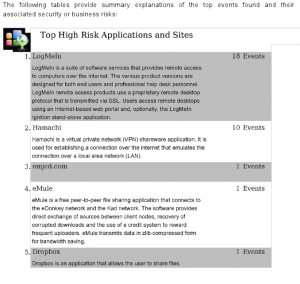 The following tables provide summary explanations of the top events found and their
associated security or business risks:
Top High Risk Applications and Sites
1. LogMeIn 18 Events
LogMeIn is a suite of software services that provides remote access
to computers over the Internet. The various product versions are
designed for both end users and professional help desk personnel.
LogMeIn remote access products use a proprietary remote desktop
protocol that is transmitted via SSL. Users access remote desktops
using an Internet-based web portal and, optionally, the LogMeIn
Ignition stand-alone application.
2. Hamachi 10 Events
Hamachi is a virtual private network (VPN) shareware application. It is
used for establishing a connection over the Internet that emulates the
connection over a local area network (LAN).
3. emjcd.com 1 Events
4. eMule 1 Events
eMule is a free peer-to-peer file sharing application that connects to
the eDonkey network and the Kad network. The software provides
direct exchange of sources between client nodes, recovery of
corrupted downloads and the use of a credit system to reward
frequent uploaders. eMule transmits data in zlib-compressed form
for bandwidth saving.
5. Dropbox 1 Events
Dropbox is an application that allows the user to share files.